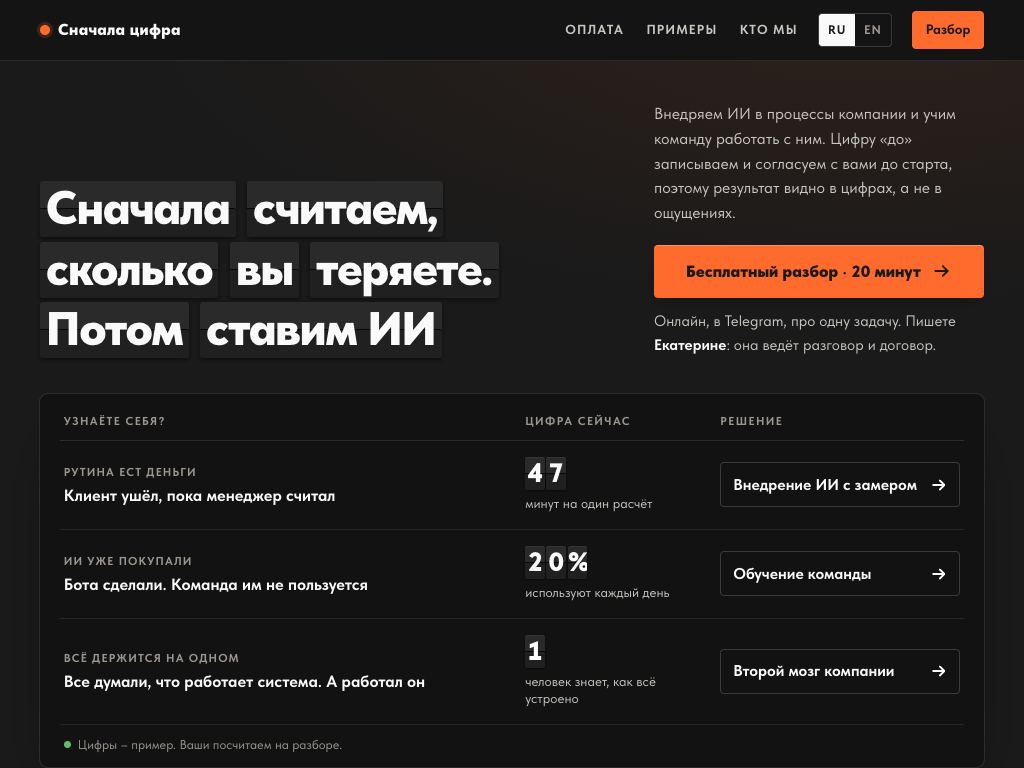 Сначала цифра
ОПЛАТА
ПРИМЕРЫ
КТО МЫ
RU
EN
Разбор
Сначала считаем,
сколько вы теряете.
Потом ставим ИИ
Внедряем ИИ в процессы компании и учим
команду работать с ним. Цифру «до»
записываем и согласуем с вами до старта,
поэтому результат видно в цифрах, а не в
ощущениях.
Бесплатный разбор · 20 минут →
Онлайн, в Telegram, про одну задачу. Пишете
Екатерине: она ведёт разговор и договор.
УЗНАЁТЕ СЕБЯ?
ЦИФРА СЕЙЧАС
РЕШЕНИЕ
РУТИНА ЕСТ ДЕНЬГИ
Клиент ушёл, пока менеджер считал
47
минут на один расчёт
Внедрение ИИ с замером →
ИИ УЖЕ ПОКУПАЛИ
Бота сделали. Команда им не пользуется
20%
используют каждый день
Обучение команды →
ВСЁ ДЕРЖИТСЯ НА ОДНОМ
Все думали, что работает система. А работал он
1
человек знает, как всё
устроено
Второй мозг компании →
Цифры – пример. Ваши посчитаем на разборе.